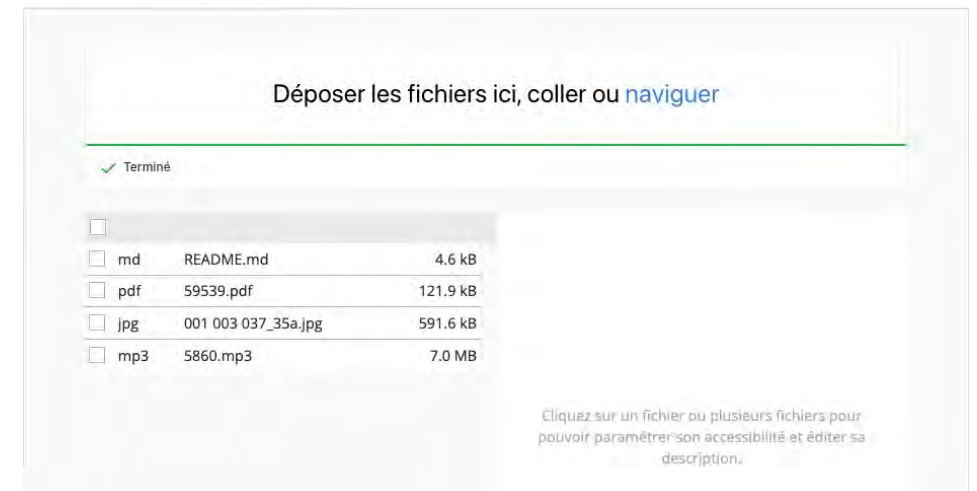 Déposer les fichiers ici, coller ou naviguer
Terminé
md README.md 4.6 kB
pdf 59539.pdf 121.9 kB
jpg 001 003 037_35a.jpg 591.6 kB
mp3 5860.mp3 7.0 MB
Cliquez sur un fichier ou plusieurs fichiers pour
pouvoir paramétrer son accessibilité et éditer sa
description.